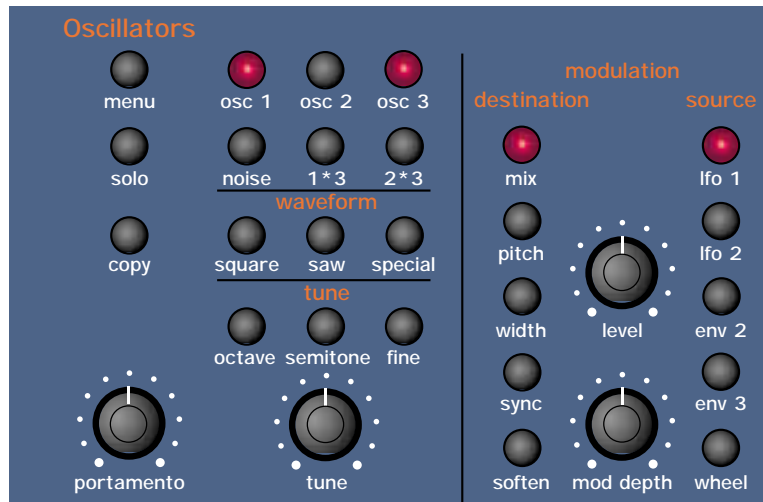 Oscillators
menu osc 1 osc 2 osc 3
solo noise 1*3 2*3
waveform
copy square saw special
tune
octave semitone fine
portamento tune
modulation
destination source
mix lfo 1
pitch lfo 2
width level env 2
sync env 3
soften mod depth wheel